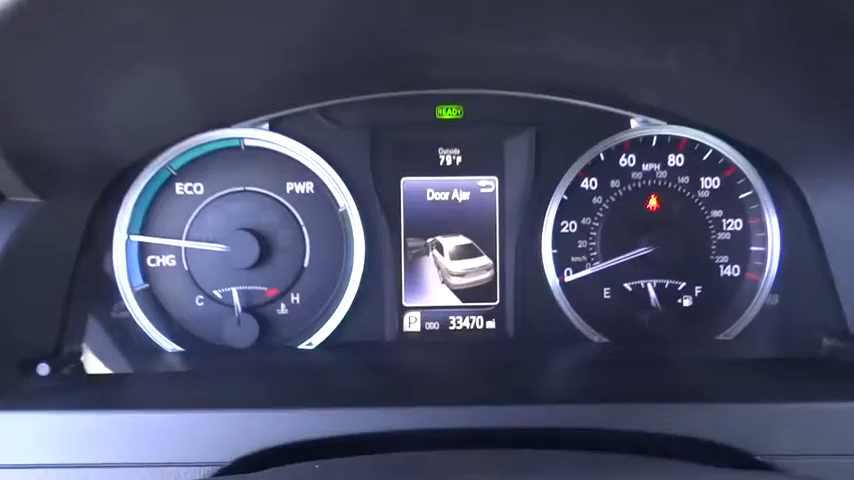 READY
Outside
79°F
Door Ajar
P 000 33470 mi
ECO PWR
CHG
C H
MPH
0 20 40 60 80 100 120 140
km/h
20 40 60 80 100 120 140 160 180 200 220
E F